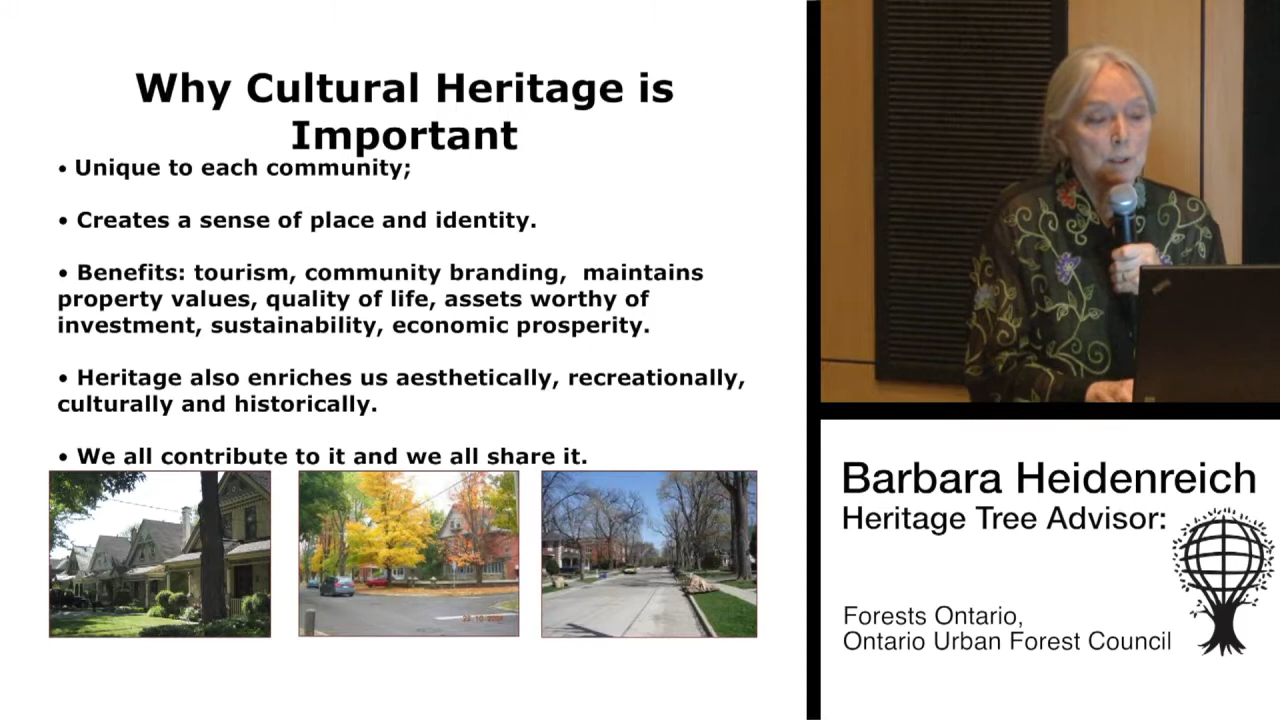 Why Cultural Heritage is
Important
• Unique to each community;
• Creates a sense of place and identity.
• Benefits: tourism, community branding,  maintains
property values, quality of life, assets worthy of
investment, sustainability, economic prosperity.
• Heritage also enriches us aesthetically, recreationally,
culturally and historically.
• We all contribute to it and we all share it.
Barbara Heidenreich
Heritage Tree Advisor:
Forests Ontario,
Ontario Urban Forest Council